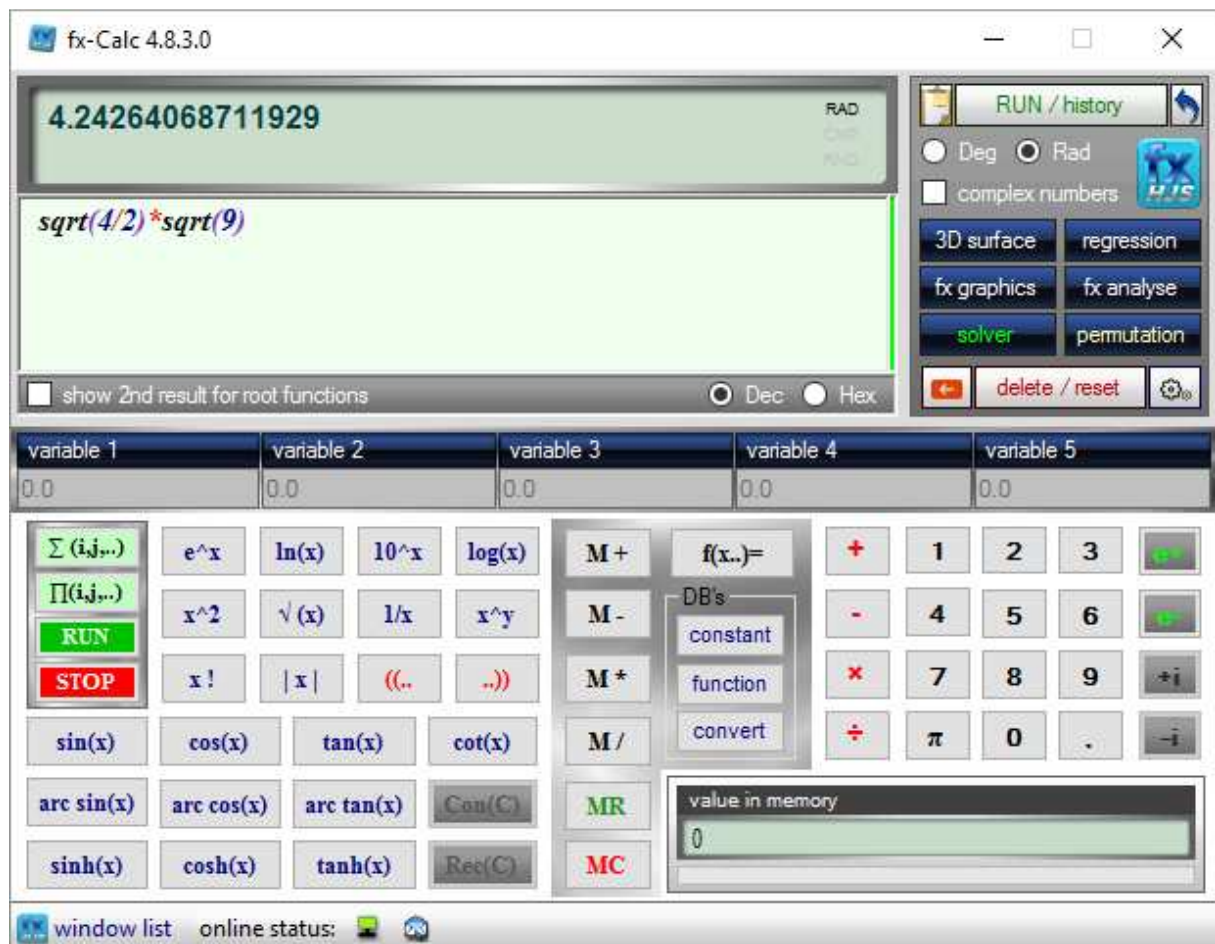 fx-Calc 4.8.3.0
4.24264068711929
RAD
RUN / history
Deg Rad
fx
HJS
complex numbers
sqrt(4/2)*sqrt(9)
3D surface regression
fx graphics fx analyse
solver permutation
show 2nd result for root functions Dec Hex
delete / reset
variable 1 variable 2 variable 3 variable 4 variable 5
0.0 0.0 0.0 0.0 0.0
∑ (i,j,..) e^x ln(x) 10^x log(x) M + f(x..)= + 1 2 3
∏(i,j,..) x^2 √ (x) 1/x x^y M - DB's - 4 5 6
RUN constant
STOP x ! | x | ((.. ..)) M * function × 7 8 9 +i
sin(x) cos(x) tan(x) cot(x) M / convert ÷ π 0 . -i
arc sin(x) arc cos(x) arc tan(x) Con(C) MR value in memory
0
sinh(x) cosh(x) tanh(x) Rec(C) MC
window list online status: